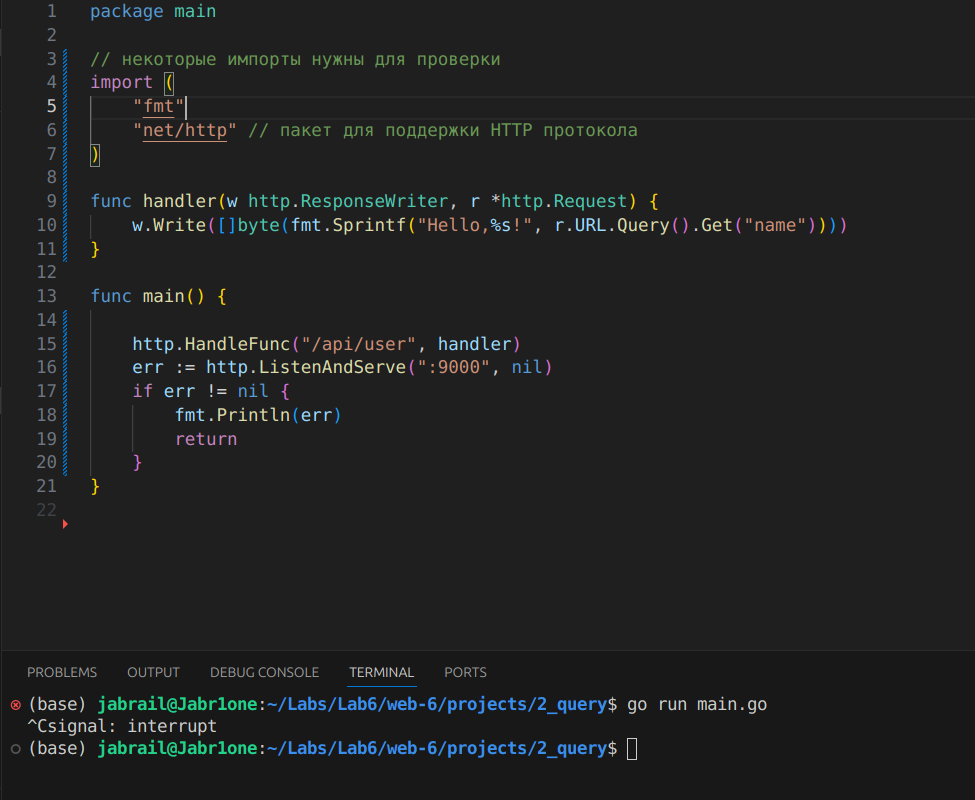 1 package main
2
3 // некоторые импорты нужны для проверки
4 import (
5     "fmt"
6     "net/http" // пакет для поддержки HTTP протокола
7 )
8
9 func handler(w http.ResponseWriter, r *http.Request) {
10     w.Write([]byte(fmt.Sprintf("Hello,%s!", r.URL.Query().Get("name"))))
11 }
12
13 func main() {
14
15     http.HandleFunc("/api/user", handler)
16     err := http.ListenAndServe(":9000", nil)
17     if err != nil {
18         fmt.Println(err)
19         return
20     }
21 }
22
PROBLEMS OUTPUT DEBUG CONSOLE TERMINAL PORTS
(base) jabrail@Jabr1one:~/Labs/Lab6/web-6/projects/2_query$ go run main.go
^Csignal: interrupt
(base) jabrail@Jabr1one:~/Labs/Lab6/web-6/projects/2_query$